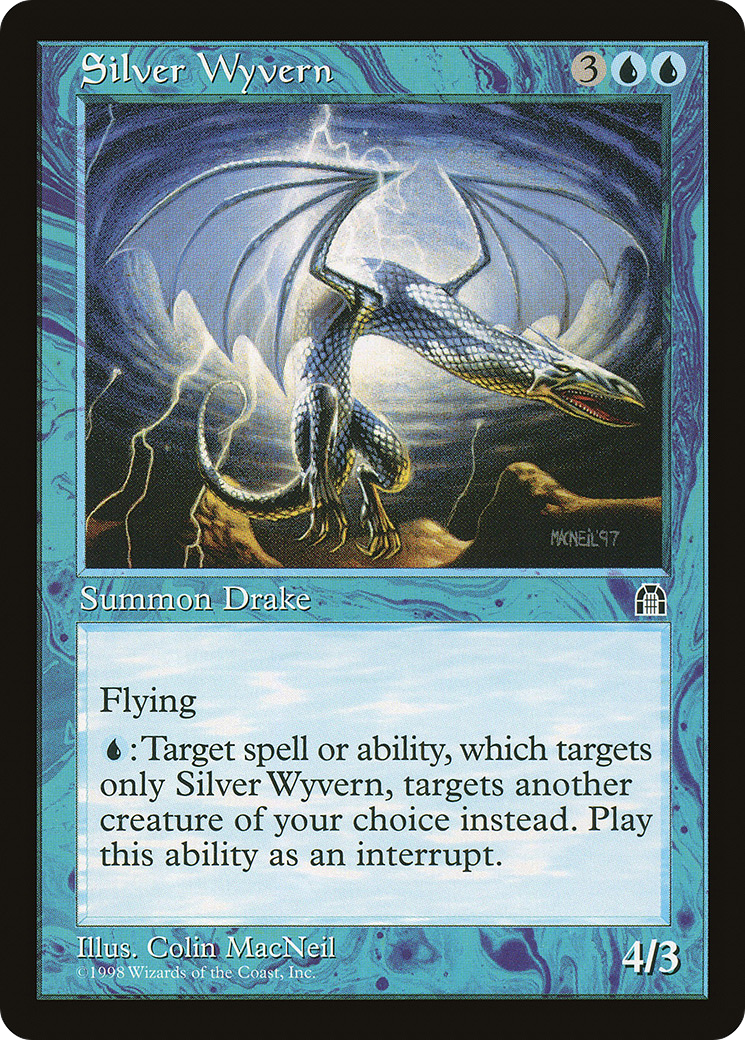 Silver Wyvern 3
MACNEIL '97
Summon Drake
Flying
: Target spell or ability, which targets
only Silver Wyvern, targets another
creature of your choice instead. Play
this ability as an interrupt.
Illus. Colin MacNeil
©1998 Wizards of the Coast, Inc.
4/3